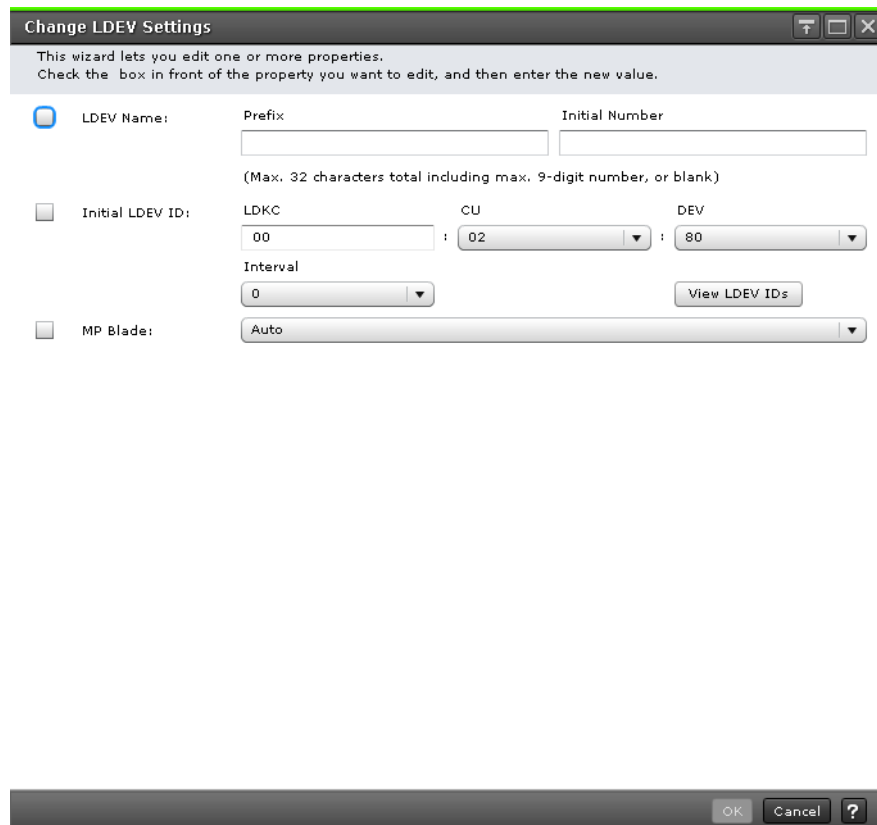 Change LDEV Settings
This wizard lets you edit one or more properties.
Check the box in front of the property you want to edit, and then enter the new value.
LDEV Name: Prefix Initial Number
(Max. 32 characters total including max. 9-digit number, or blank)
Initial LDEV ID: LDKC CU DEV
00 : 02 : 80
Interval
0 View LDEV IDs
MP Blade: Auto
OK Cancel ?